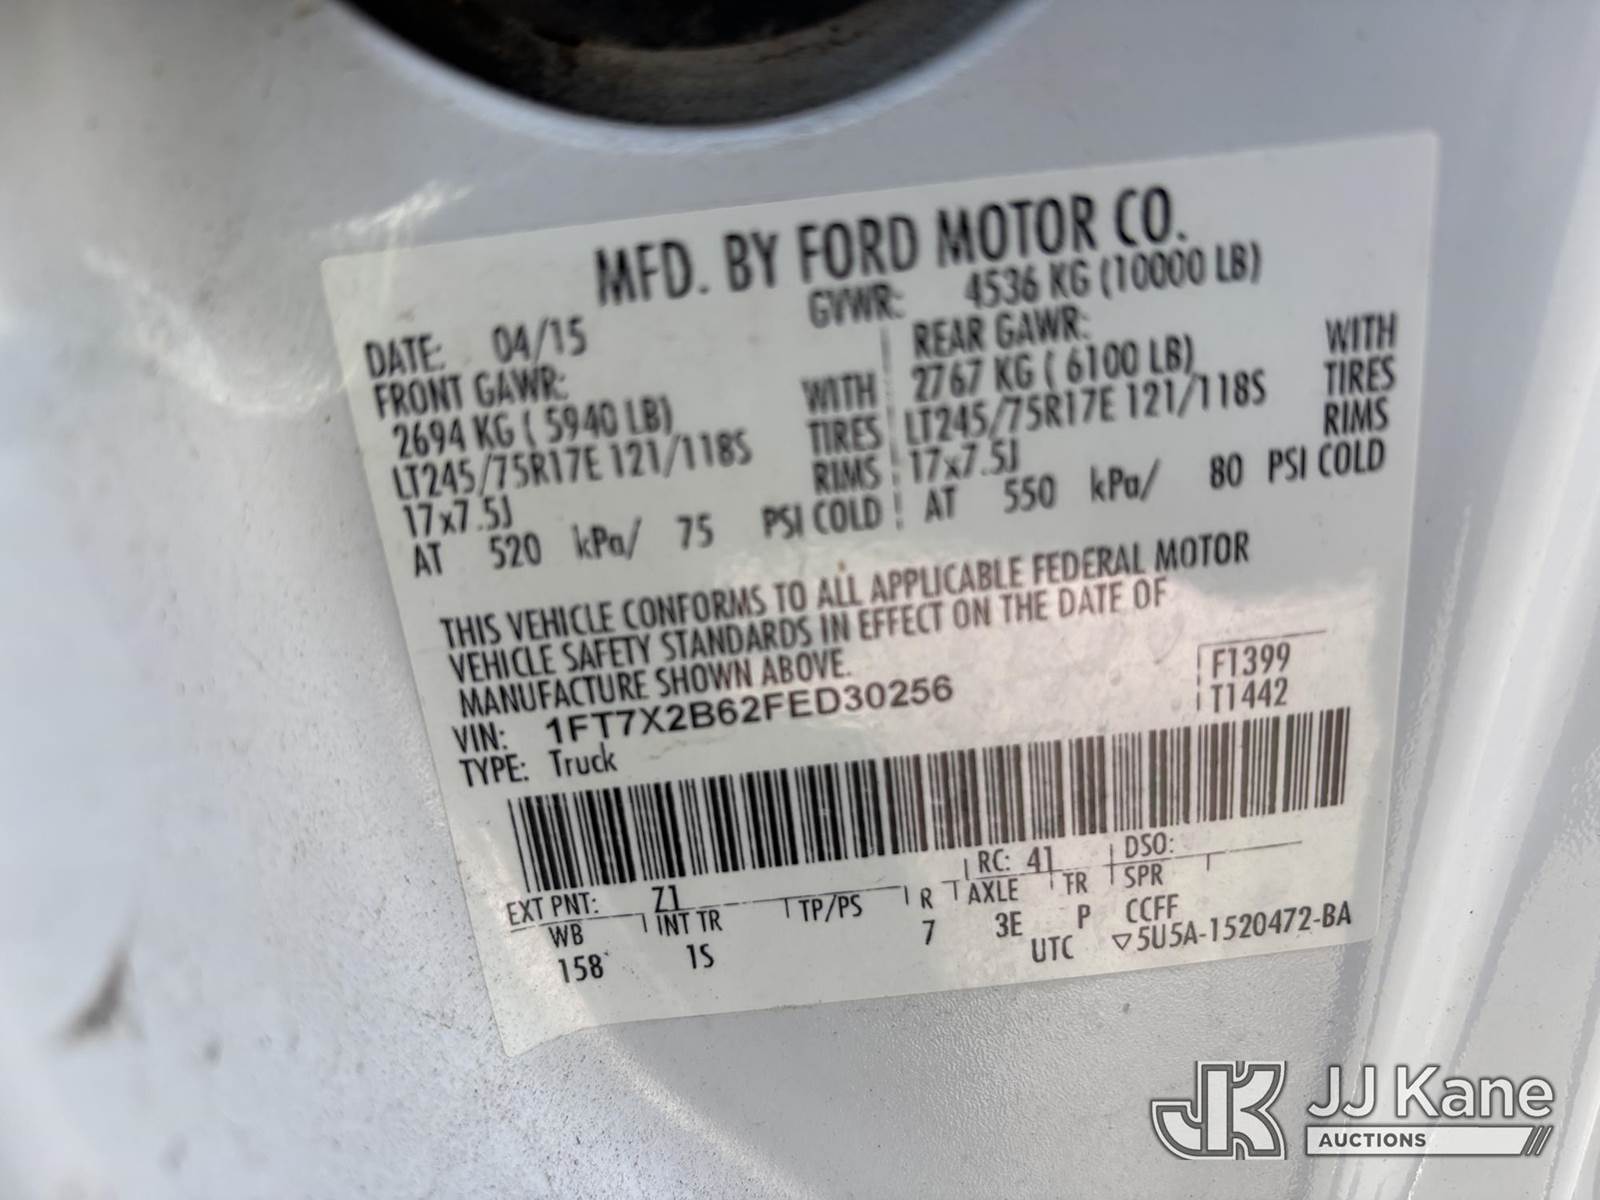 MFD. BY FORD MOTOR CO.
DATE: 04/15 GVWR: 4536 KG (10000 LB)
FRONT GAWR: REAR GAWR:
2694 KG ( 5940 LB) WITH 2767 KG ( 6100 LB) WITH
LT245/75R17E 121/118S TIRES LT245/75R17E 121/118S TIRES
17x7.5J RIMS 17x7.5J RIMS
AT 520 kPa/ 75 PSI COLD AT 550 kPa/ 80 PSI COLD
THIS VEHICLE CONFORMS TO ALL APPLICABLE FEDERAL MOTOR
VEHICLE SAFETY STANDARDS IN EFFECT ON THE DATE OF
MANUFACTURE SHOWN ABOVE.
VIN: 1FT7X2B62FED30256
F1399
T1442
TYPE: Truck
EXT PNT: Z1 RC: 41 DSO:
WB INT TR TP/PS R AXLE TR SPR
158 1S 7 3E P CCFF
UTC ▽5U5A-1520472-BA
JK JJ Kane
AUCTIONS